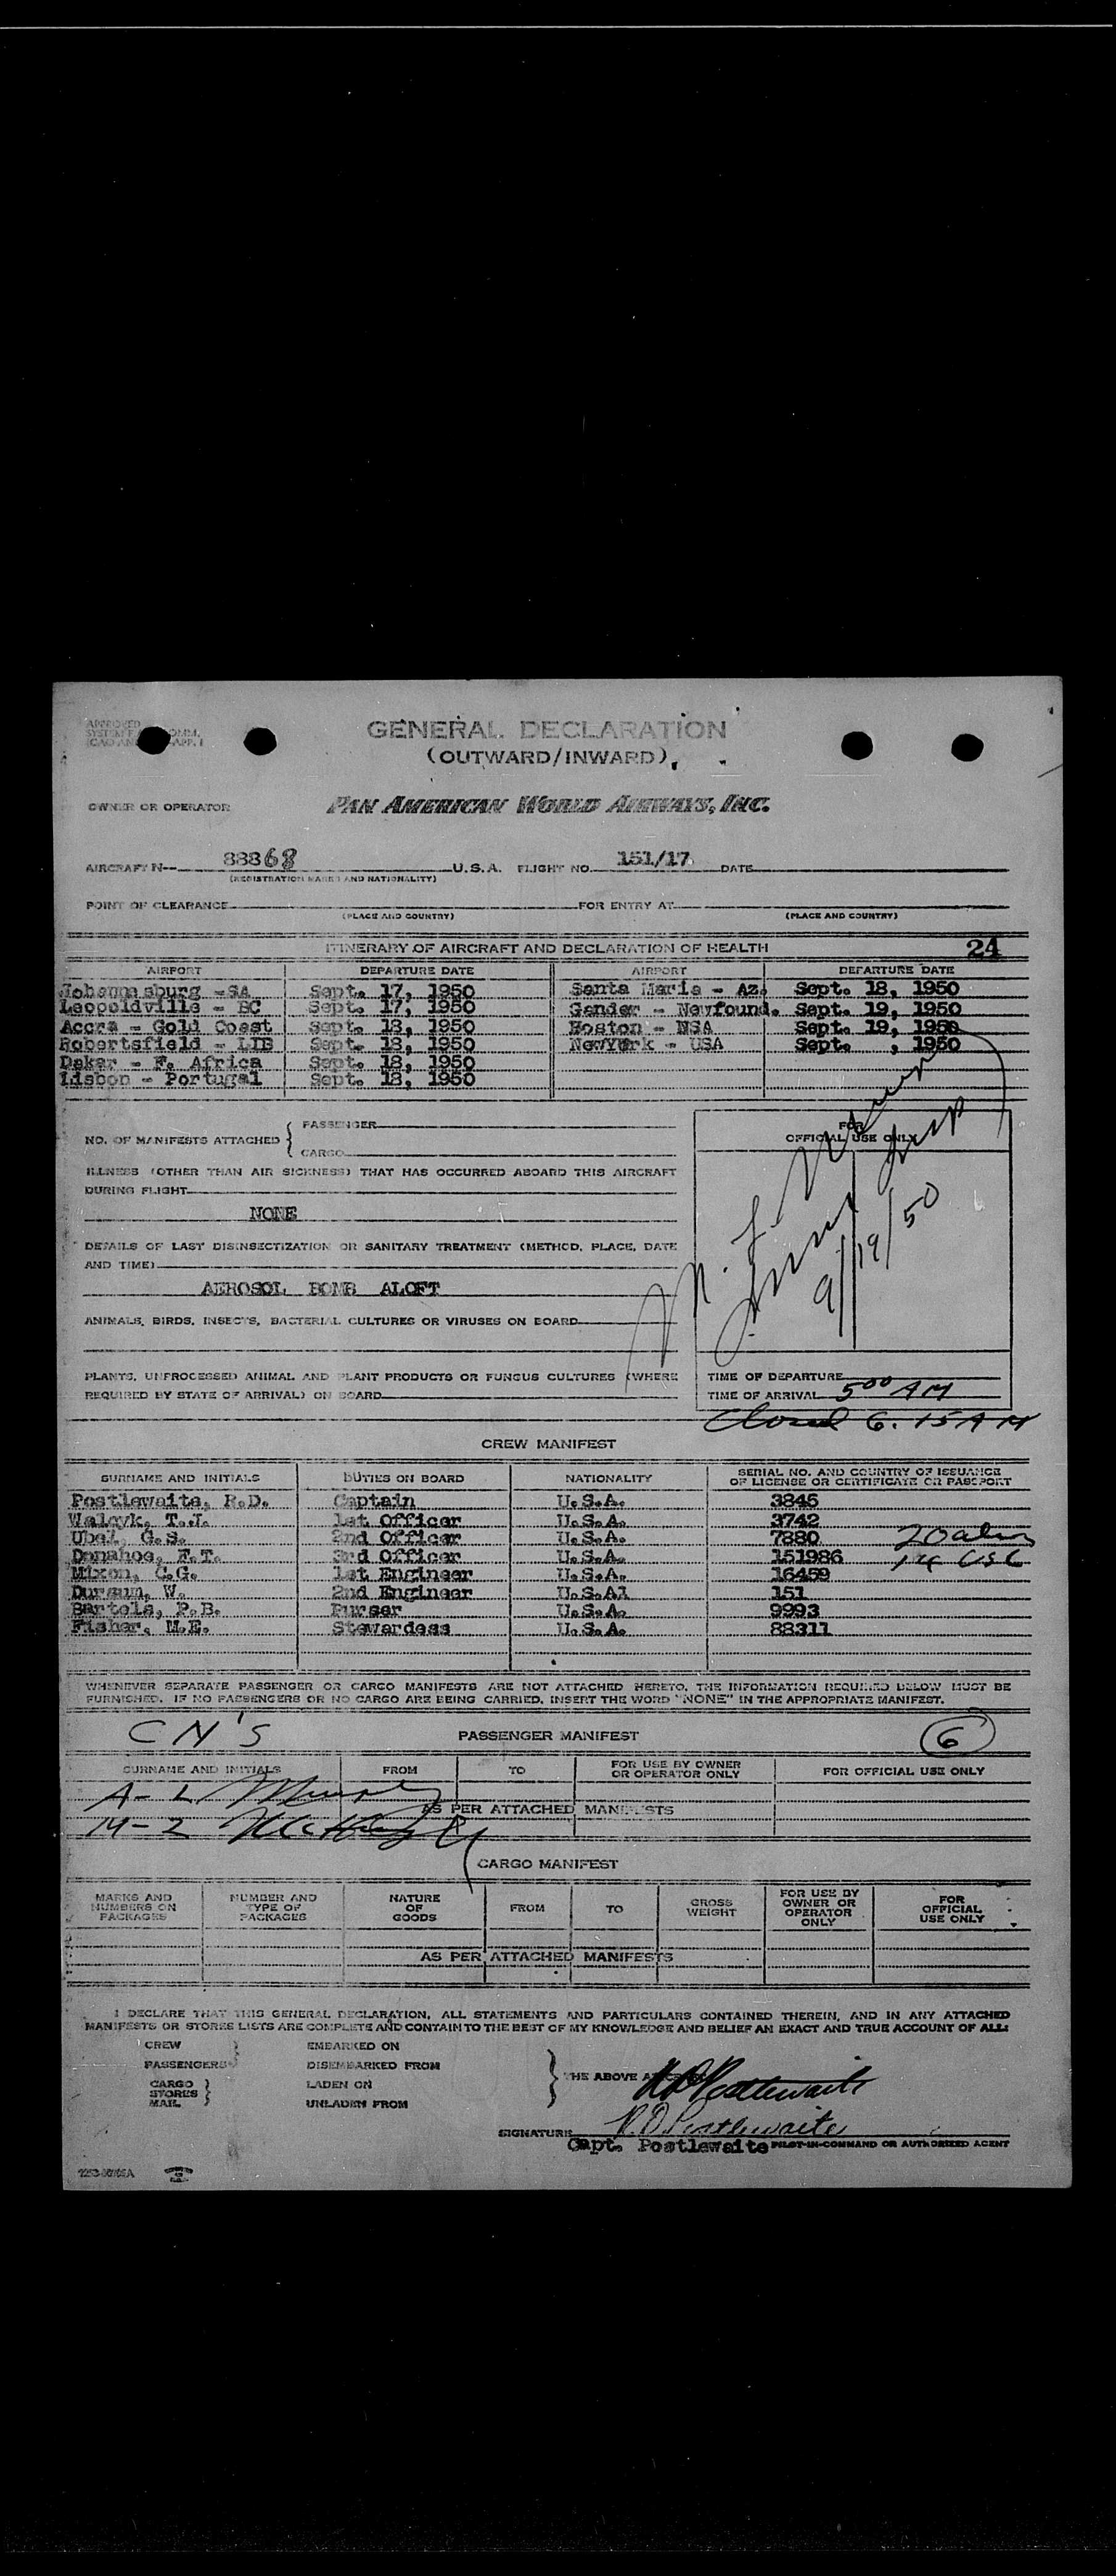 GENERAL DECLARATION
(OUTWARD/INWARD)
OWNER OR OPERATOR PAN AMERICAN WORLD AIRWAYS, INC.
AIRCRAFT N— 88868 U.S.A. FLIGHT NO. 151/17 DATE
(REGISTRATION MARKS AND NATIONALITY)
POINT OF CLEARANCE FOR ENTRY AT
(PLACE AND COUNTRY) (PLACE AND COUNTRY)
ITINERARY OF AIRCRAFT AND DECLARATION OF HEALTH 24
AIRPORT DEPARTURE DATE AIRPORT DEPARTURE DATE
Johannesburg -SA Sept. 17, 1950 Santa Maria - Az. Sept. 18, 1950
Leopoldville - BC Sept. 17, 1950 Gander - Newfound. Sept. 19, 1950
Accra - Gold Coast Sept. 18, 1950 Boston - USA Sept. 19, 1950
Robertsfield - LIB Sept. 18, 1950 NewYork - USA Sept. , 1950
Dakar - F. Africa Sept. 18, 1950
Lisbon - Portugal Sept. 18, 1950
NO. OF MANIFESTS ATTACHED { PASSENGER
CARGO
FOR
OFFICIAL USE ONLY
ILLNESS (OTHER THAN AIR SICKNESS) THAT HAS OCCURRED ABOARD THIS AIRCRAFT
DURING FLIGHT
NONE
9/19/50
DETAILS OF LAST DISINSECTIZATION OR SANITARY TREATMENT (METHOD, PLACE, DATE
AND TIME)
AEROSOL BOMB ALOFT
ANIMALS, BIRDS, INSECTS, BACTERIAL CULTURES OR VIRUSES ON BOARD
PLANTS, UNPROCESSED ANIMAL AND PLANT PRODUCTS OR FUNGUS CULTURES (WHERE
REQUIRED BY STATE OF ARRIVAL) ON BOARD
TIME OF DEPARTURE
TIME OF ARRIVAL 5 00 AM
Closed 6.15 AM
CREW MANIFEST
SURNAME AND INITIALS DUTIES ON BOARD NATIONALITY SERIAL NO. AND COUNTRY OF ISSUANCE OF LICENSE OR CERTIFICATE OR PASSPORT
Postlewaite, R.D. Captain U.S.A. 3845
Walcyk, T.J. 1st Officer U.S.A. 3742
Ubel, G.S. 2nd Officer U.S.A. 7880
Donahoe, F.T. 3rd Officer U.S.A. 151986
Mixon, C.G. 1st Engineer U.S.A. 16459
Dursum, W. 2nd Engineer U.S.A1 151
Bartels, P.B. Purser U.S.A. 9993
Fisher, M.E. Stewardess U.S.A. 88311
WHENEVER SEPARATE PASSENGER OR CARGO MANIFESTS ARE NOT ATTACHED HERETO, THE INFORMATION REQUIRED BELOW MUST BE
FURNISHED. IF NO PASSENGERS OR NO CARGO ARE BEING CARRIED, INSERT THE WORD "NONE" IN THE APPROPRIATE MANIFEST.
CN'S PASSENGER MANIFEST 6
SURNAME AND INITIALS FROM TO FOR USE BY OWNER OR OPERATOR ONLY FOR OFFICIAL USE ONLY
AS PER ATTACHED MANIFESTS
CARGO MANIFEST
MARKS AND NUMBERS ON PACKAGES NUMBER AND TYPE OF PACKAGES NATURE OF GOODS FROM TO GROSS WEIGHT FOR USE BY OWNER OR OPERATOR ONLY FOR OFFICIAL USE ONLY
AS PER ATTACHED MANIFESTS
I DECLARE THAT THIS GENERAL DECLARATION, ALL STATEMENTS AND PARTICULARS CONTAINED THEREIN, AND IN ANY ATTACHED
MANIFESTS OR STORES LISTS ARE COMPLETE AND CONTAIN TO THE BEST OF MY KNOWLEDGE AND BELIEF AN EXACT AND TRUE ACCOUNT OF ALL:
CREW EMBARKED ON
PASSENGERS DISEMBARKED FROM
CARGO LADEN ON
STORES
MAIL UNLADEN FROM
THE ABOVE R D Postlewaite
SIGNATURE R.D. Postlewaite
Capt. Postlewaite PILOT-IN-COMMAND OR AUTHORIZED AGENT